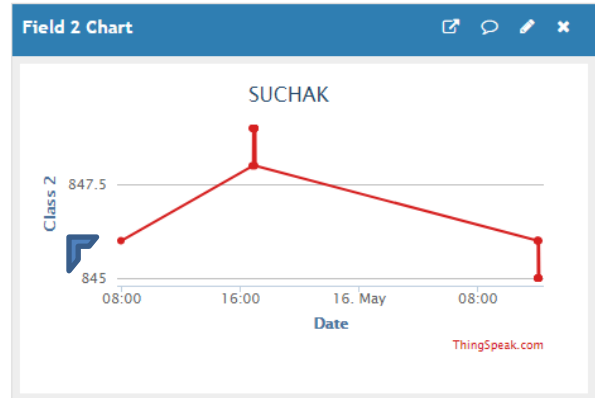 Field 2 Chart
SUCHAK
Class 2
847.5
845
08:00 16:00 16. May 08:00
Date
ThingSpeak.com